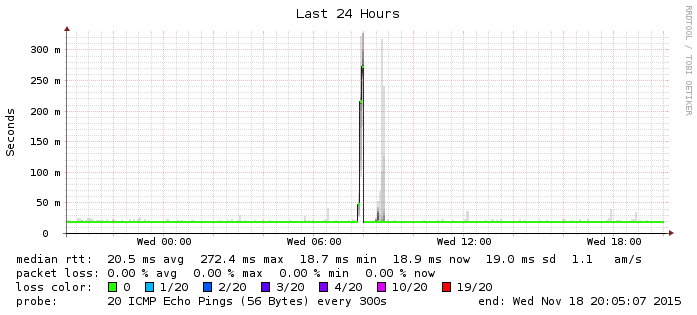 Last 24 Hours
RRDTOOL / TOBI OETIKER
Seconds
300 m
250 m
200 m
150 m
100 m
50 m
0
Wed 00:00 Wed 06:00 Wed 12:00 Wed 18:00
median rtt: 20.5 ms avg 272.4 ms max 18.7 ms min 18.9 ms now 19.0 ms sd 1.1 am/s
packet loss: 0.00 % avg 0.00 % max 0.00 % min 0.00 % now
loss color: 0 1/20 2/20 3/20 4/20 10/20 19/20
probe: 20 ICMP Echo Pings (56 Bytes) every 300s end: Wed Nov 18 20:05:07 2015